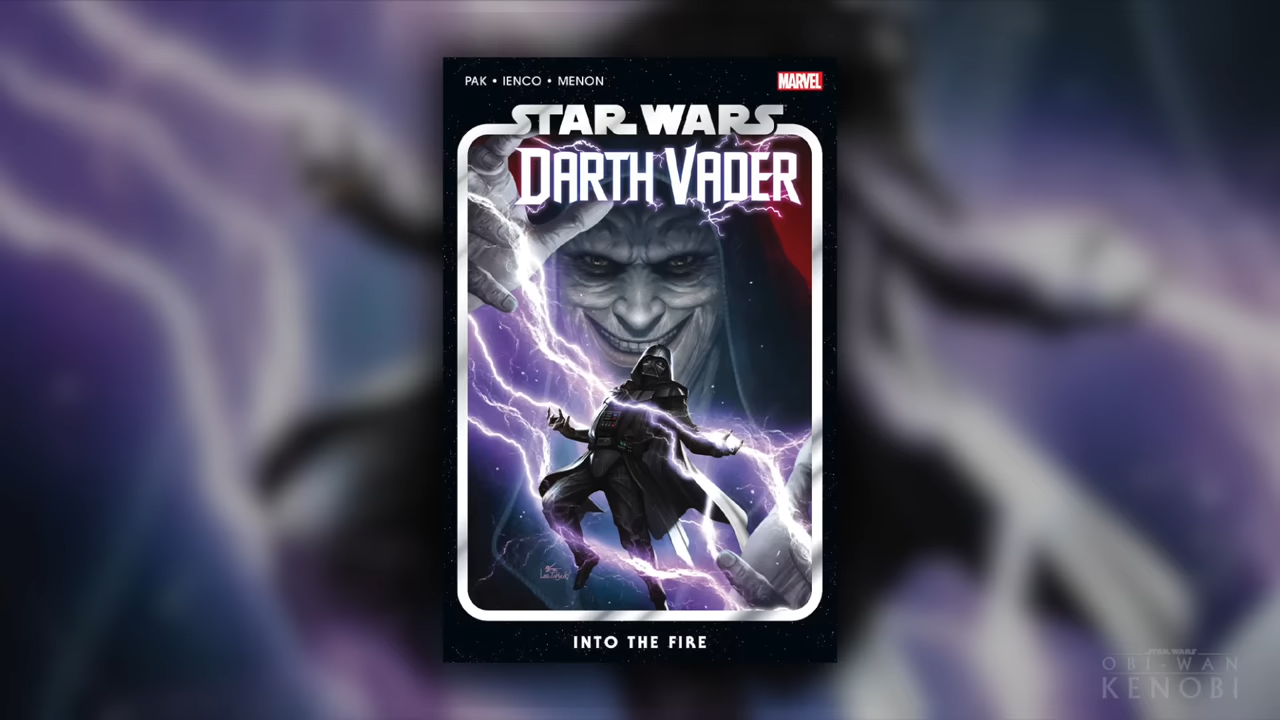 PAK • IENCO • MENON
MARVEL
STAR WARS
DARTH VADER
INTO THE FIRE
STAR WARS
OBI-WAN
KENOBI